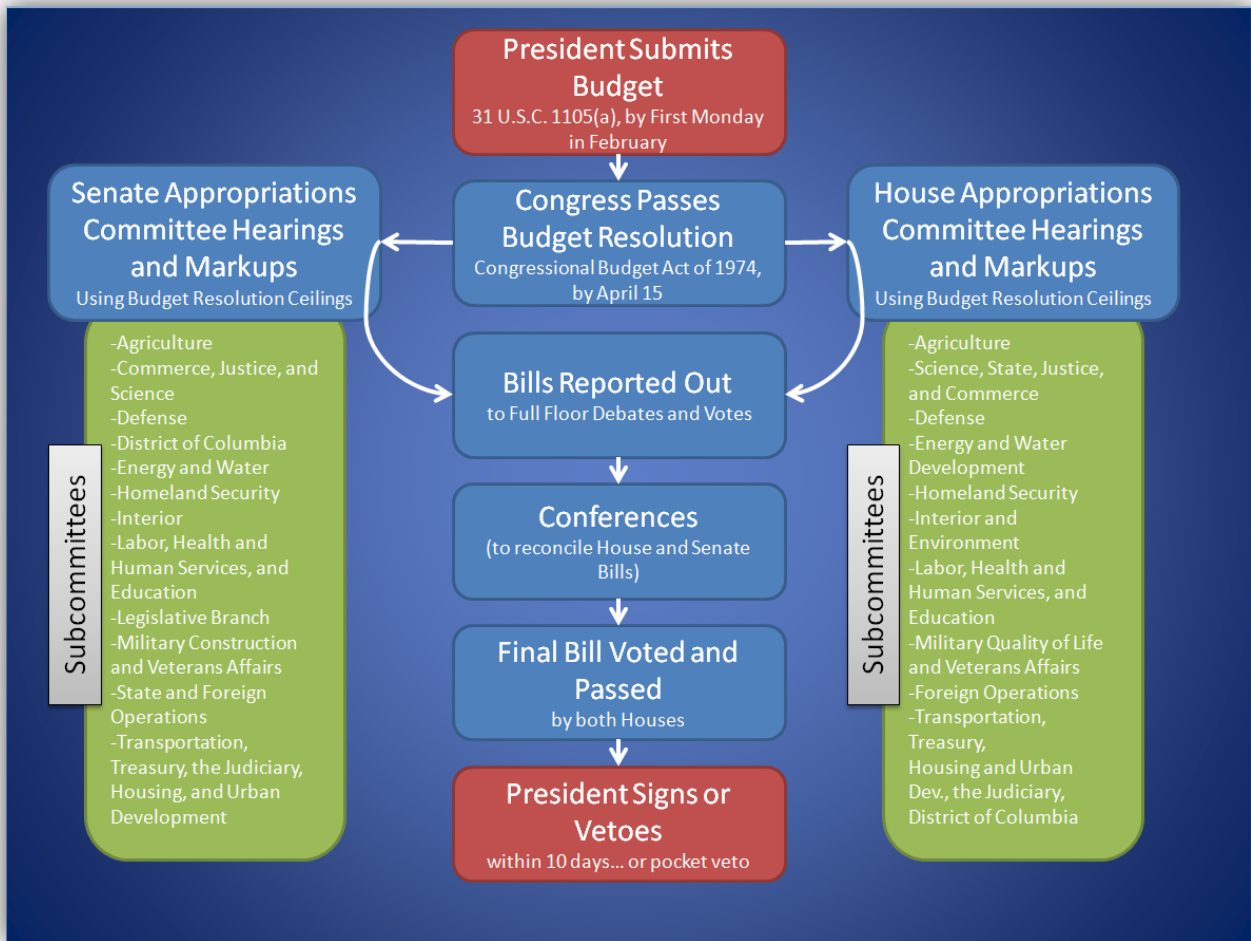 President Submits
Budget
31 U.S.C. 1105(a), by First Monday
in February
Senate Appropriations
Committee Hearings
and Markups
Using Budget Resolution Ceilings
Congress Passes
Budget Resolution
Congressional Budget Act of 1974,
by April 15
House Appropriations
Committee Hearings
and Markups
Using Budget Resolution Ceilings
Subcommittees
-Agriculture
-Commerce, Justice, and
Science
-Defense
-District of Columbia
-Energy and Water
-Homeland Security
-Interior
-Labor, Health and
Human Services, and
Education
-Legislative Branch
-Military Construction
and Veterans Affairs
-State and Foreign
Operations
-Transportation,
Treasury, the Judiciary,
Housing, and Urban
Development
Bills Reported Out
to Full Floor Debates and Votes
Conferences
(to reconcile House and Senate
Bills)
Final Bill Voted and
Passed
by both Houses
President Signs or
Vetoes
within 10 days... or pocket veto
Subcommittees
-Agriculture
-Science, State, Justice,
and Commerce
-Defense
-Energy and Water
Development
-Homeland Security
-Interior and
Environment
-Labor, Health and
Human Services, and
Education
-Military Quality of Life
and Veterans Affairs
-Foreign Operations
-Transportation,
Treasury,
Housing and Urban
Dev., the Judiciary,
District of Columbia